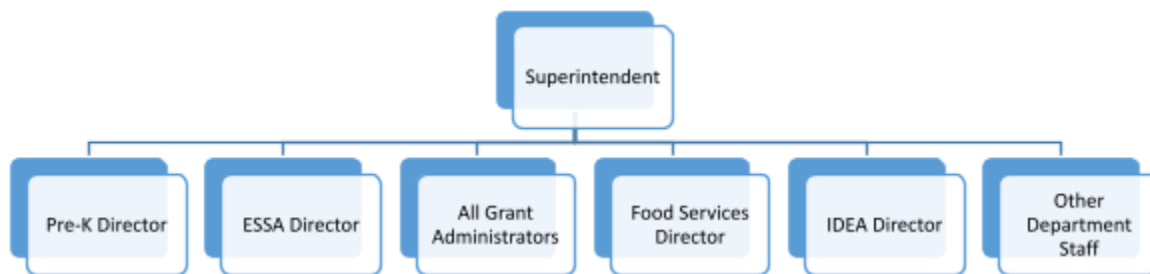 Superintendent
Pre-K Director
ESSA Director
All Grant
Administrators
Food Services
Director
IDEA Director
Other
Department
Staff